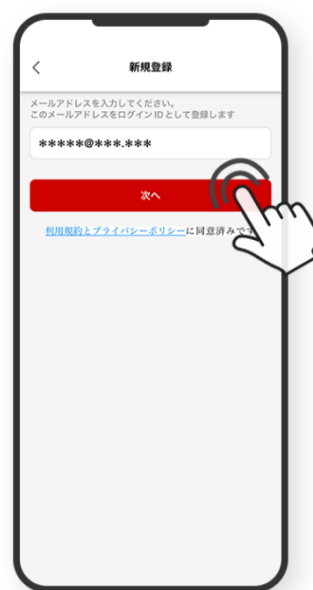 新規登録
メールアドレスを入力してください。
このメールアドレスをログインIDとして登録します
*****@***.***
次へ
利用規約とプライバシーポリシーに同意済みです